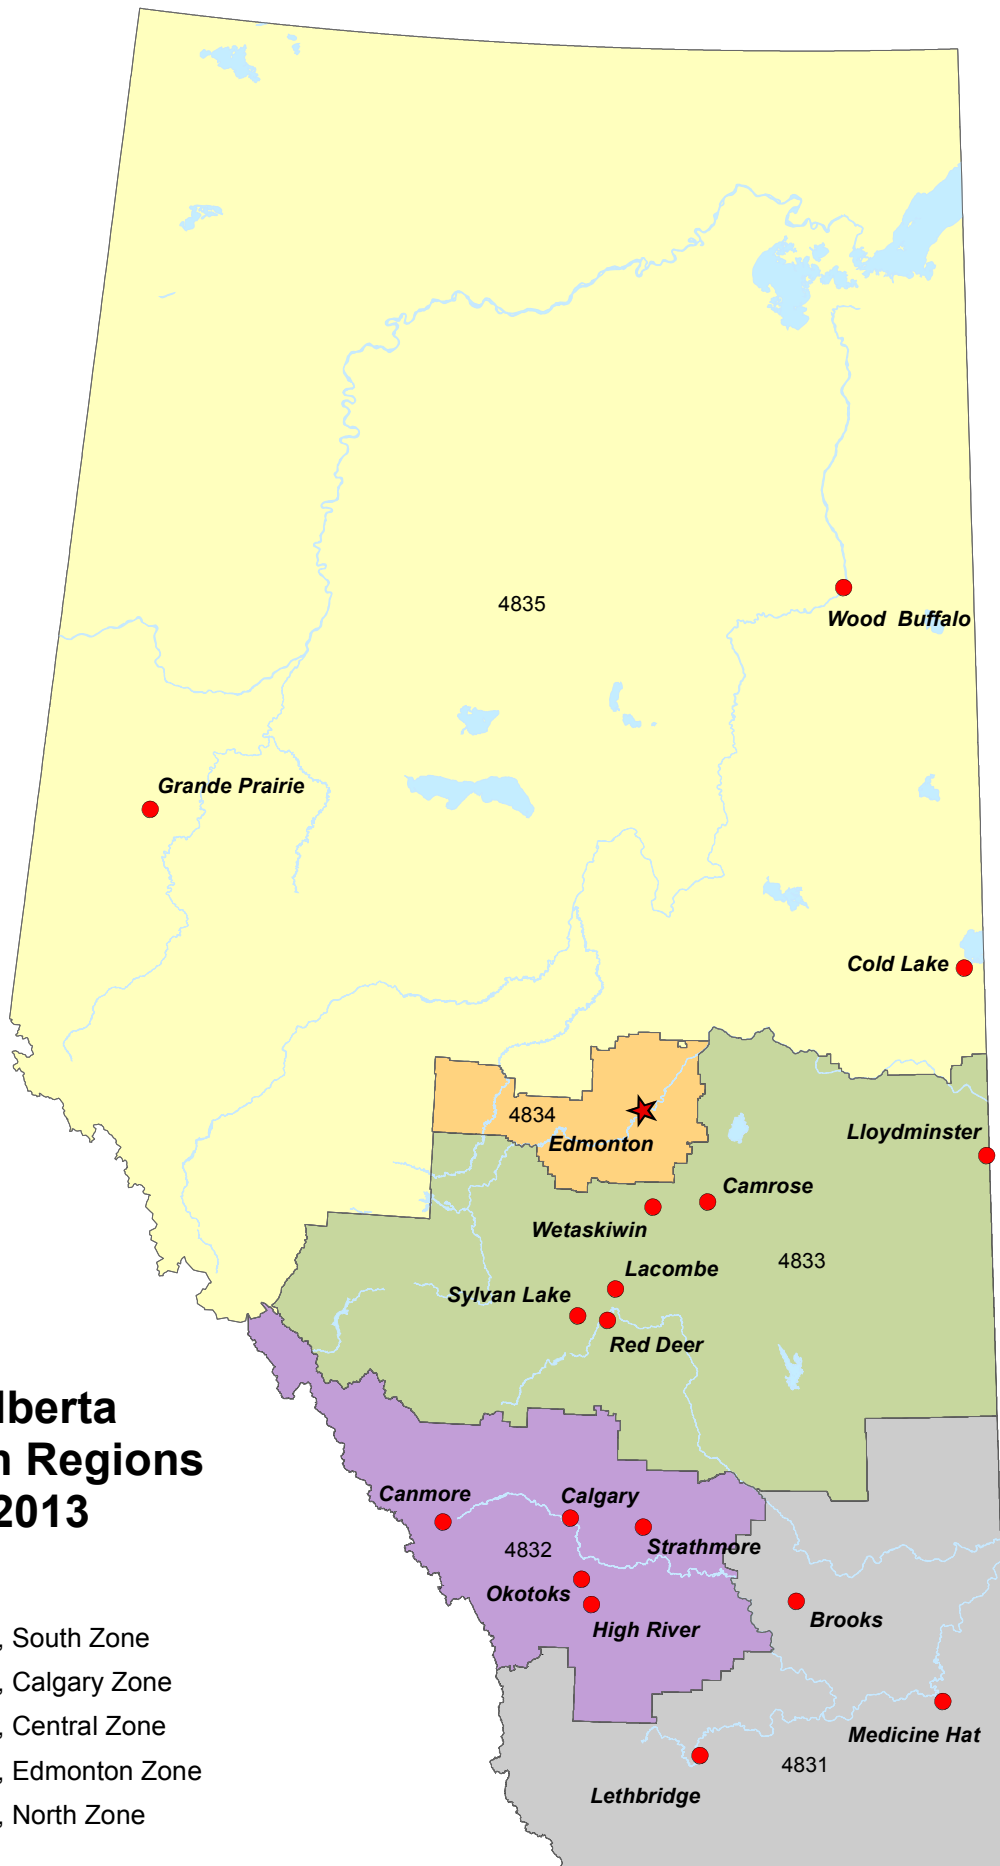 4835
Wood Buffalo
Grande Prairie
Cold Lake
4834
Edmonton
Lloydminster
Camrose
Wetaskiwin
4833
Lacombe
Sylvan Lake
Red Deer
lberta
n Regions
2013
Canmore
Calgary
Strathmore
4832
Okotoks
High River
Brooks
Medicine Hat
4831
Lethbridge
, South Zone
, Calgary Zone
, Central Zone
, Edmonton Zone
, North Zone